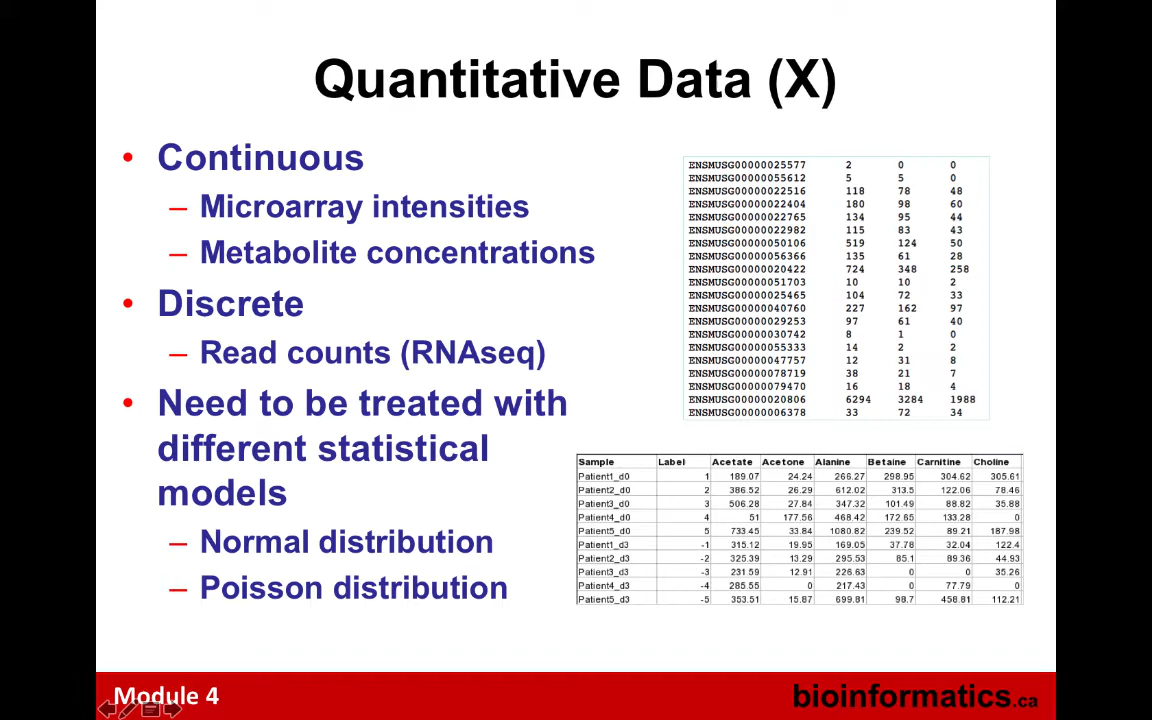 Quantitative Data (X)
• Continuous
– Microarray intensities
– Metabolite concentrations
• Discrete
– Read counts (RNAseq)
• Need to be treated with
different statistical
models
– Normal distribution
– Poisson distribution
ENSMUSG00000025577 2 0 0
ENSMUSG00000055612 5 5 0
ENSMUSG00000022516 118 78 48
ENSMUSG00000022404 180 98 60
ENSMUSG00000022765 134 95 44
ENSMUSG00000022982 115 83 43
ENSMUSG00000050106 519 124 50
ENSMUSG00000056366 135 61 28
ENSMUSG00000020422 724 348 258
ENSMUSG00000051703 10 10 2
ENSMUSG00000025465 104 72 33
ENSMUSG00000040760 227 162 97
ENSMUSG00000029253 97 61 40
ENSMUSG00000030742 8 1 0
ENSMUSG00000055333 14 2 2
ENSMUSG00000047757 12 31 8
ENSMUSG00000078719 38 21 7
ENSMUSG00000079470 16 18 4
ENSMUSG00000020806 6294 3284 1988
ENSMUSG00000006378 33 72 34
Sample Label Acetate Acetone Alanine Betaine Carnitine Choline
Patient1_d0 1 189.07 24.24 266.27 298.95 304.62 305.61
Patient2_d0 2 386.52 26.29 612.02 313.5 122.06 78.46
Patient3_d0 3 506.28 27.84 347.32 101.49 88.82 35.88
Patient4_d0 4 51 177.56 468.42 172.65 133.28 0
Patient5_d0 5 733.45 33.84 1080.82 239.52 89.21 187.98
Patient1_d3 -1 315.12 19.95 169.05 37.78 32.04 122.4
Patient2_d3 -2 325.39 13.29 295.53 85.1 89.36 44.93
Patient3_d3 -3 231.59 12.91 226.63 0 0 35.26
Patient4_d3 -4 285.55 0 217.43 0 77.79 0
Patient5_d3 -5 353.51 15.87 699.81 98.7 458.81 112.21
Module 4
bioinformatics.ca